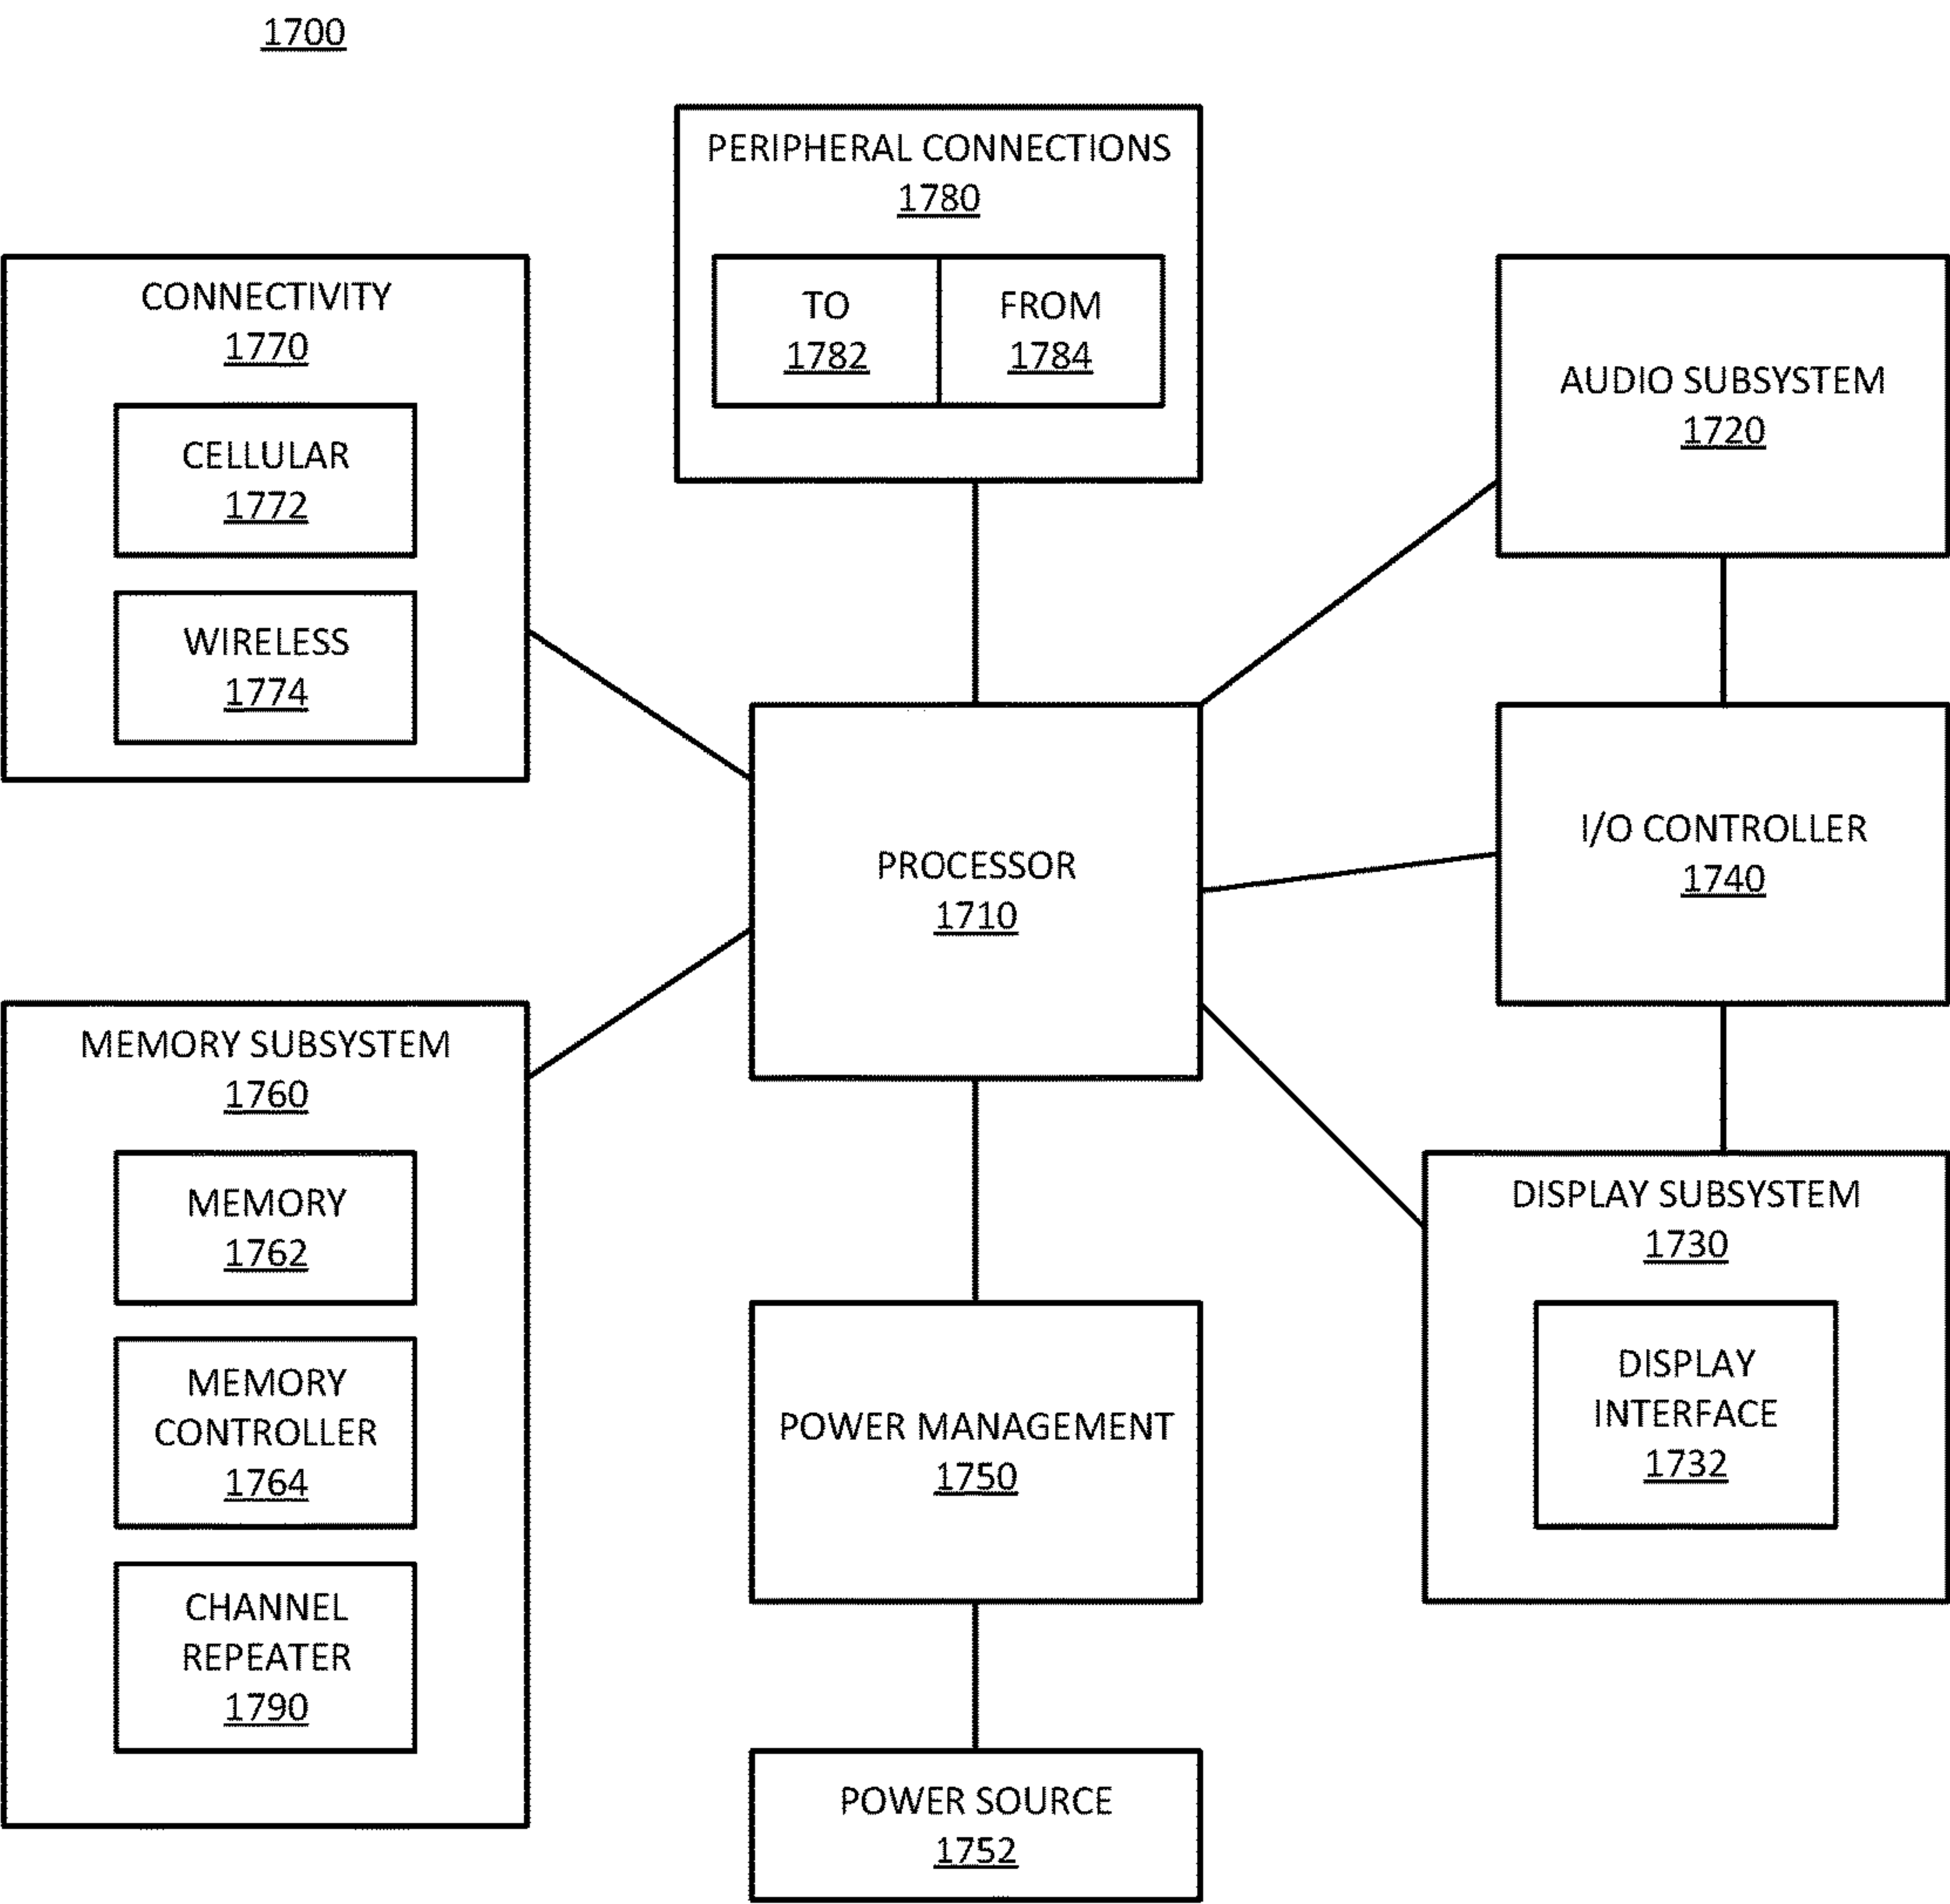 1700
PERIPHERAL CONNECTIONS
1780
TO
1782
FROM
1784
CONNECTIVITY
1770
CELLULAR
1772
WIRELESS
1774
AUDIO SUBSYSTEM
1720
PROCESSOR
1710
I/O CONTROLLER
1740
MEMORY SUBSYSTEM
1760
MEMORY
1762
MEMORY
CONTROLLER
1764
CHANNEL
REPEATER
1790
POWER MANAGEMENT
1750
POWER SOURCE
1752
DISPLAY SUBSYSTEM
1730
DISPLAY
INTERFACE
1732